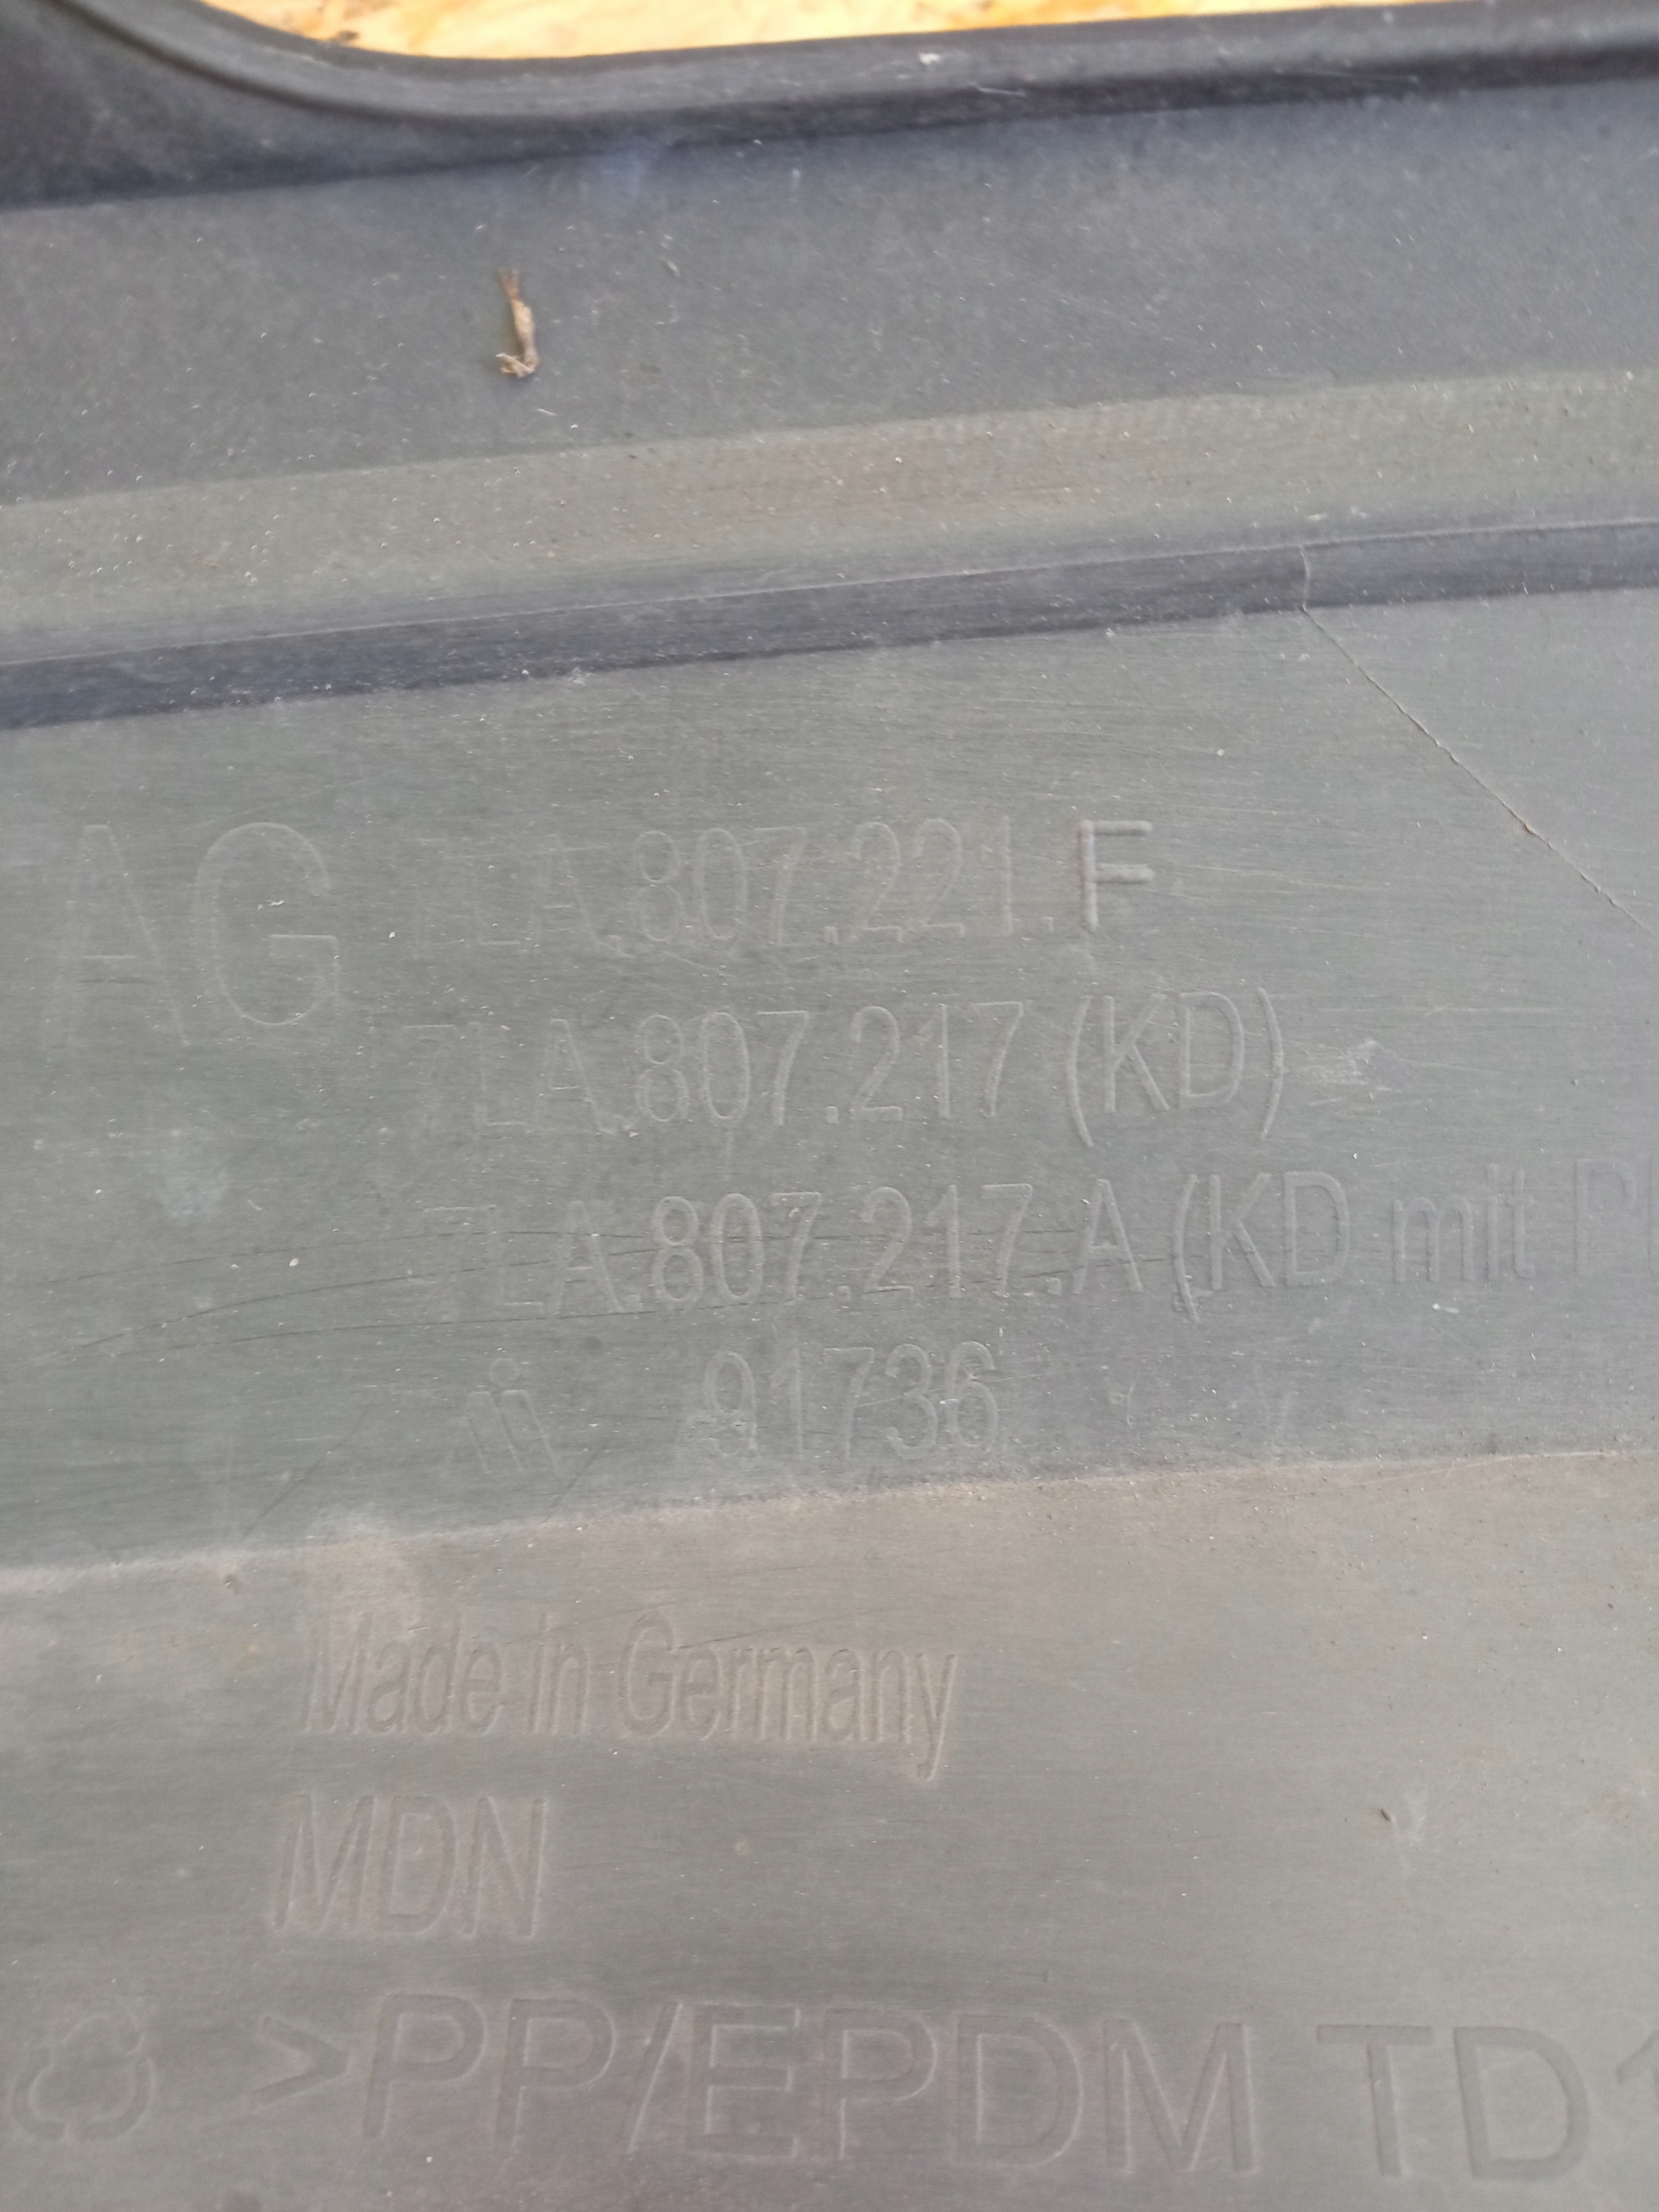 AG 7LA.807.221.F
7LA.807.217 (KD)
7LA.807.217.A (KD mit
91736
Made in Germany
MDN
>PP/EPDM TD